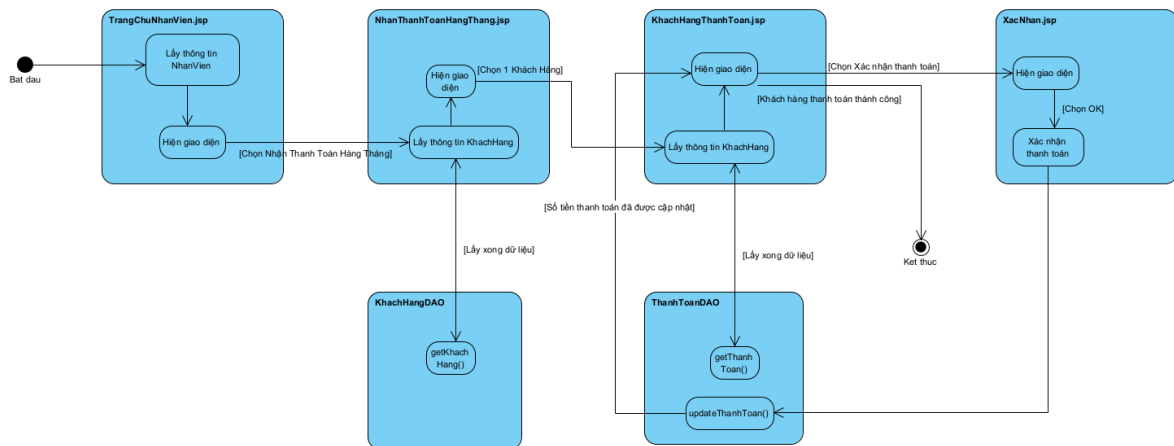 TrangChuNhanVien.jsp
Lấy thông tin
NhanVien
Hiện giao diện
Bat dau
[Chọn Nhận Thanh Toán Hàng Tháng]
NhanThanhToanHangThang.jsp
Hiện giao
diện
[Chọn 1 Khách Hàng]
Lấy thông tin KhachHang
[Lấy xong dữ liệu]
KhachHangDAO
getKhach
Hang()
KhachHangThanhToan.jsp
Hiện giao diện
[Chọn Xác nhận thanh toán]
[Khách hàng thanh toán thành công]
Lấy thông tin KhachHang
[Số tiền thanh toán đã được cập nhật]
[Lấy xong dữ liệu]
Ket thuc
ThanhToanDAO
getThanh
Toan()
updateThanhToan()
XacNhan.jsp
Hiện giao diện
[Chọn OK]
Xác nhận
thanh toán